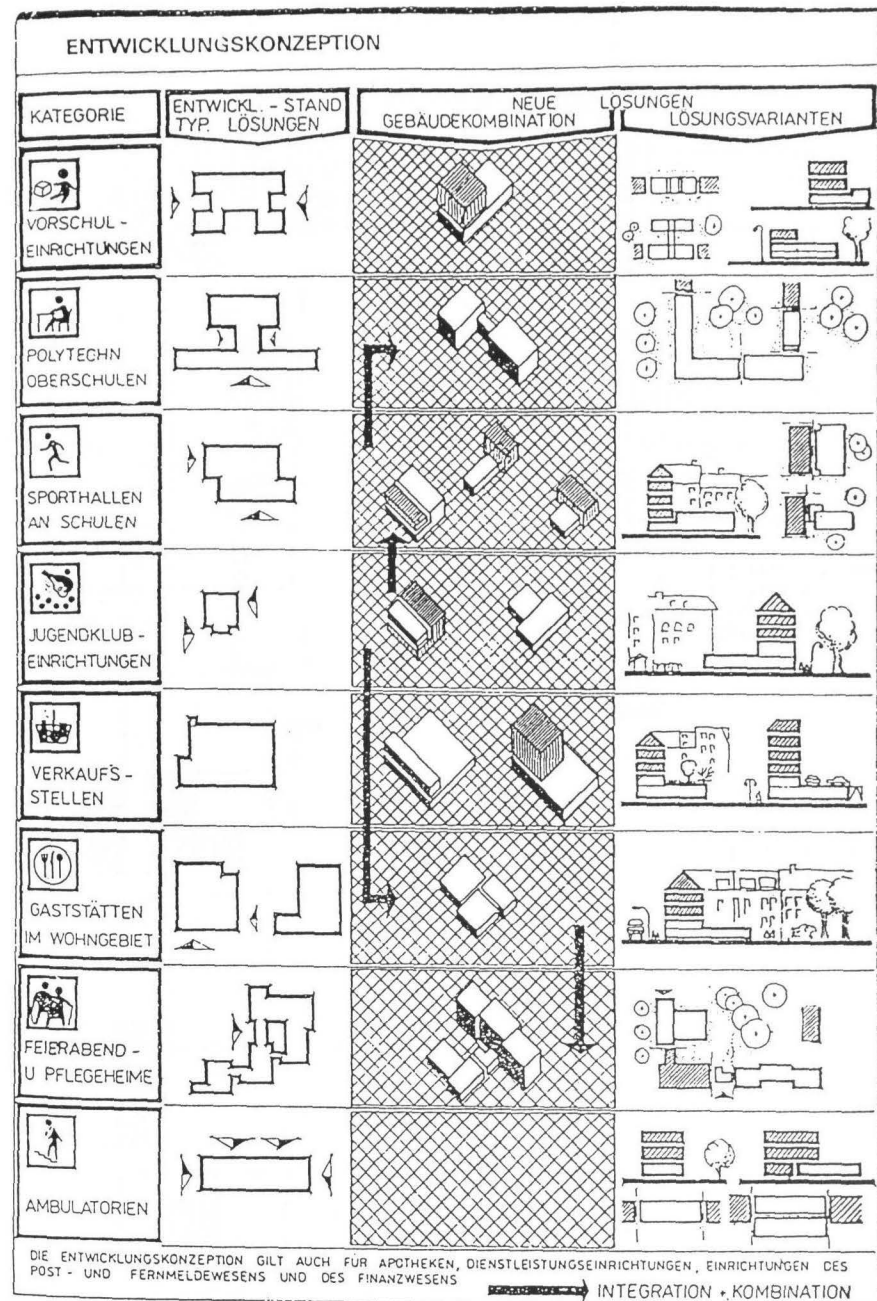 ENTWICKLUNGSKONZEPTION
KATEGORIE
ENTWICKL. - STAND
TYP. LÖSUNGEN
NEUE LÖSUNGEN
GEBÄUDEKOMBINATION
LÖSUNGSVARIANTEN
VORSCHUL -
EINRICHTUNGEN
POLYTECHN
OBERSCHULEN
SPORTHALLEN
AN SCHULEN
JUGENDKLUB -
EINRICHTUNGEN
VERKAUFS -
STELLEN
GASTSTÄTTEN
IM WOHNGEBIET
FEIERABEND -
U PFLEGEHEIME
AMBULATORIEN
DIE ENTWICKLUNGSKONZEPTION GILT AUCH FÜR APOTHEKEN, DIENSTLEISTUNGSEINRICHTUNGEN, EINRICHTUNGEN DES
POST - UND FERNMELDEWESENS UND DES FINANZWESENS
INTEGRATION + KOMBINATION